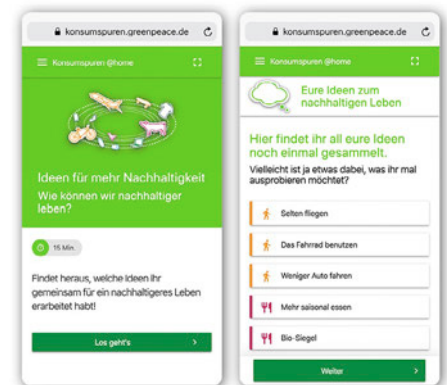 konsumspuren.greenpeace.de
Konsumspuren @home
Ideen für mehr Nachhaltigkeit
Wie können wir nachhaltiger
leben?
15 Min.
Findet heraus, welche Ideen ihr
gemeinsam für ein nachhaltigeres Leben
erarbeitet habt!
Los geht's
konsumspuren.greenpeace.de
Konsumspuren @home
Eure Ideen zum
nachhaltigen Leben
Hier findet ihr all eure Ideen
noch einmal gesammelt.
Vielleicht ist ja etwas dabei, was ihr mal
ausprobieren möchtet?
Selten fliegen
Das Fahrrad benutzen
Weniger Auto fahren
Mehr saisonal essen
Bio-Siegel
Weiter